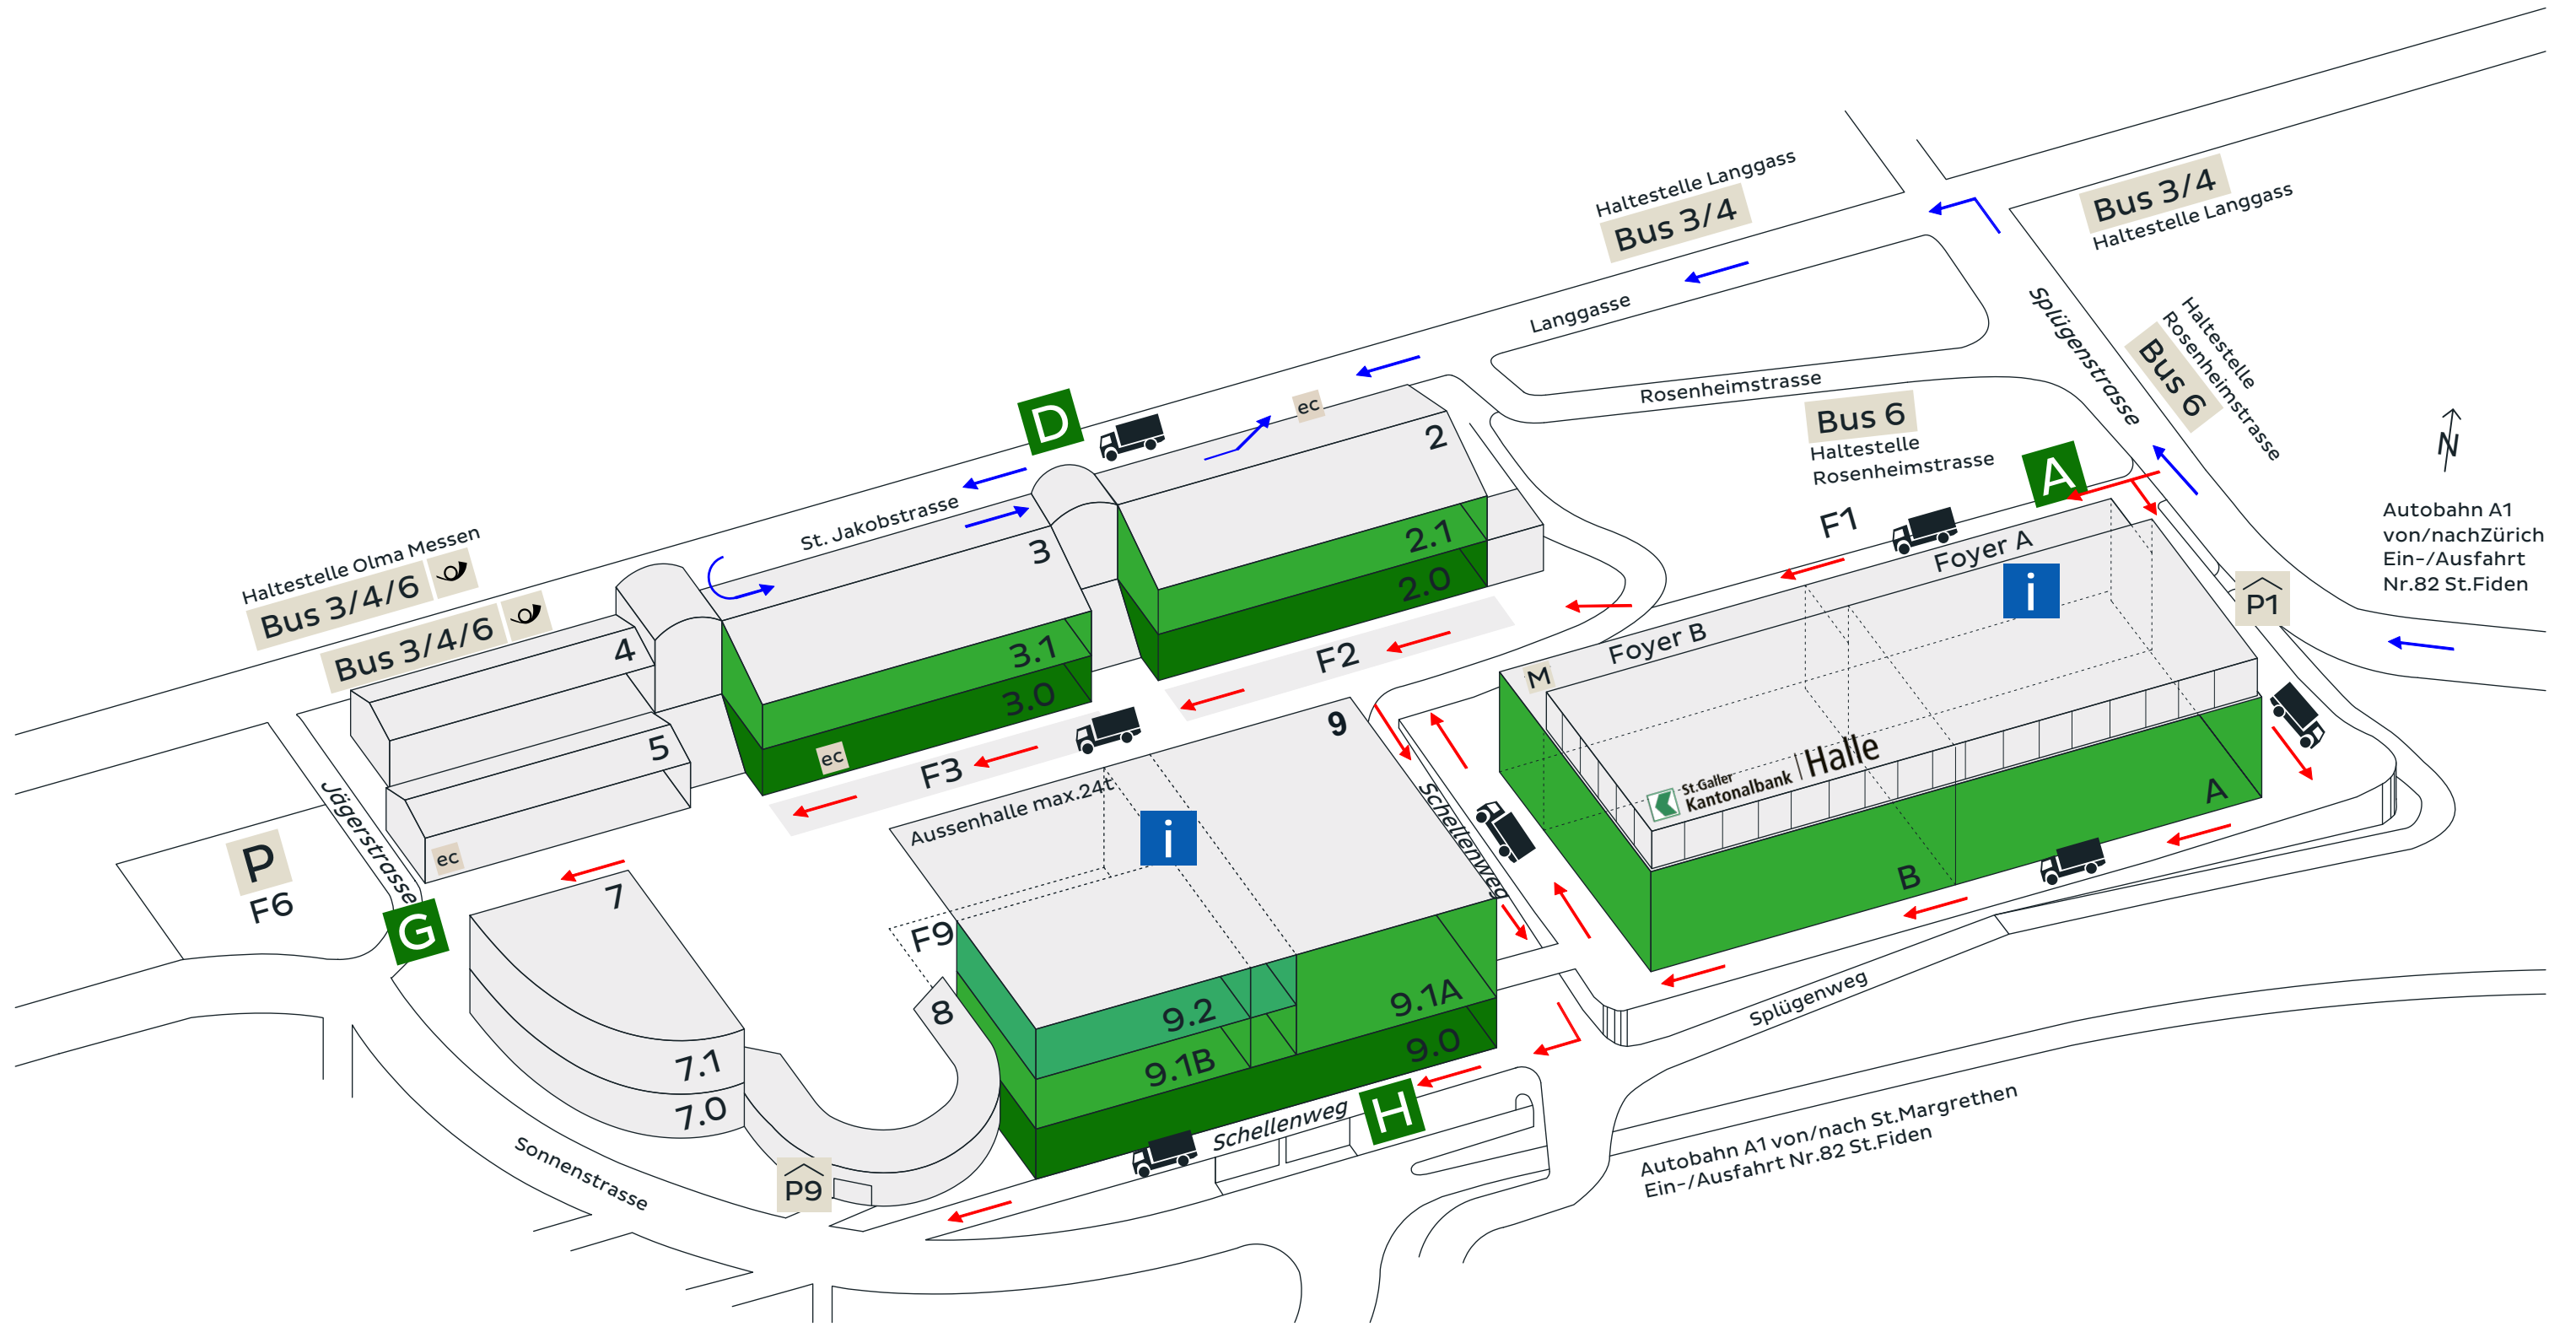 Haltestelle Langgass
Bus 3/4
Bus 3/4
Haltestelle Langgass
Langgasse
Splügenstrasse
Haltestelle
Rosenheimstrasse
Bus 6
Rosenheimstrasse
Bus 6
Haltestelle
Rosenheimstrasse
N
Autobahn A1
von/nachZürich
Ein-/Ausfahrt
Nr.82 St.Fiden
D
ec
2
2.1
2.0
St. Jakobstrasse
3
3.1
3.0
ec
Haltestelle Olma Messen
Bus 3/4/6
Bus 3/4/6
4
5
ec
A
F1
Foyer A
i
Foyer B
M
P1
St.Galler
Kantonalbank
Halle
A
B
F2
F3
9
Aussenhalle max.24t
i
Schellenweg
Jägerstrasse
P
F6
G
7
7.1
7.0
F9
8
9.2
9.1B
9.1A
9.0
H
Schellenweg
Splügenweg
P9
Sonnenstrasse
Autobahn A1 von/nach St.Margrethen
Ein-/Ausfahrt Nr.82 St.Fiden